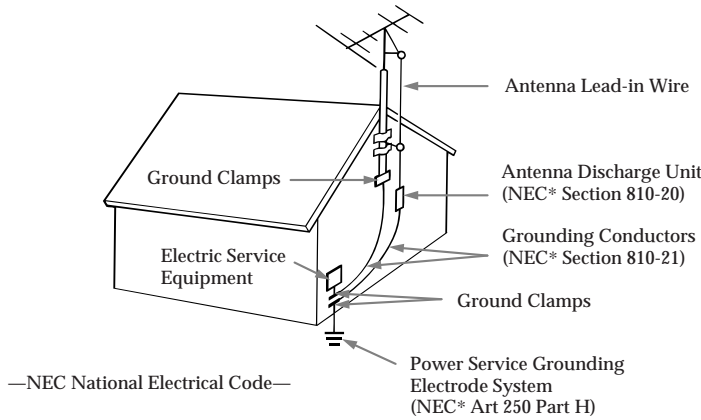 Antenna Lead-in Wire
Ground Clamps
Antenna Discharge Unit
(NEC* Section 810-20)
Electric Service
Equipment
Grounding Conductors
(NEC* Section 810-21)
Ground Clamps
—NEC National Electrical Code—
Power Service Grounding
Electrode System
(NEC* Art 250 Part H)